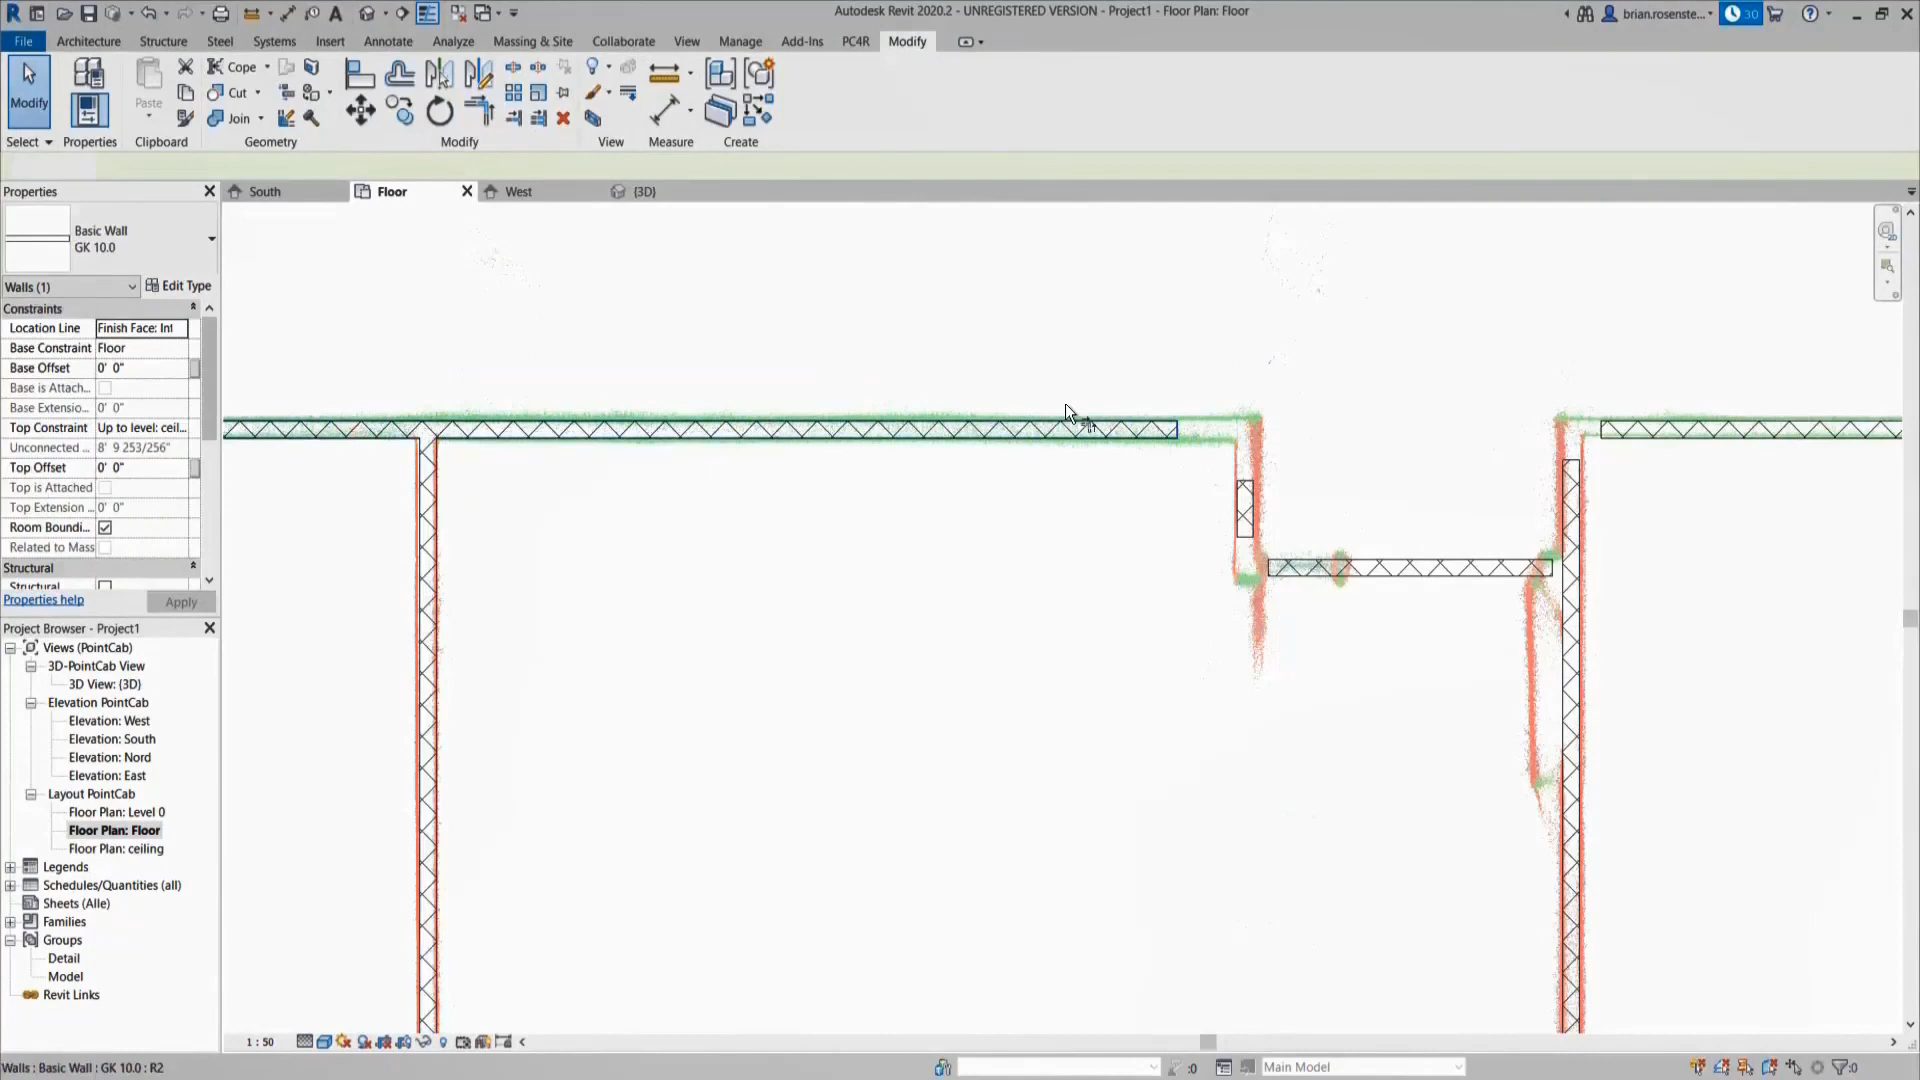 Autodesk Revit 2020.2 - UNREGISTERED VERSION - Project1 - Floor Plan: Floor
brian.rosenste...
30
File
Architecture
Structure
Steel
Systems
Insert
Annotate
Analyze
Massing & Site
Collaborate
View
Manage
Add-Ins
PC4R
Modify
Modify
Paste
Cope
Cut
Join
Select
Properties
Clipboard
Geometry
Modify
View
Measure
Create
Properties
South
Floor
West
{3D}
Basic Wall
GK 10.0
Walls (1)
Edit Type
Constraints
Location Line Finish Face: Int
Base Constraint Floor
Base Offset 0' 0"
Base is Attach...
Base Extensio... 0' 0"
Top Constraint Up to level: ceil...
Unconnected ... 8' 9 253/256"
Top Offset 0' 0"
Top is Attached
Top Extension ... 0' 0"
Room Boundi...
Related to Mass
Structural
Structural
Properties help
Apply
Project Browser - Project1
Views (PointCab)
3D-PointCab View
3D View: {3D}
Elevation PointCab
Elevation: West
Elevation: South
Elevation: Nord
Elevation: East
Layout PointCab
Floor Plan: Level 0
Floor Plan: Floor
Floor Plan: ceiling
Legends
Schedules/Quantities (all)
Sheets (Alle)
Families
Groups
Detail
Model
Revit Links
1 : 50
Walls : Basic Wall : GK 10.0 : R2
:0
Main Model
:0